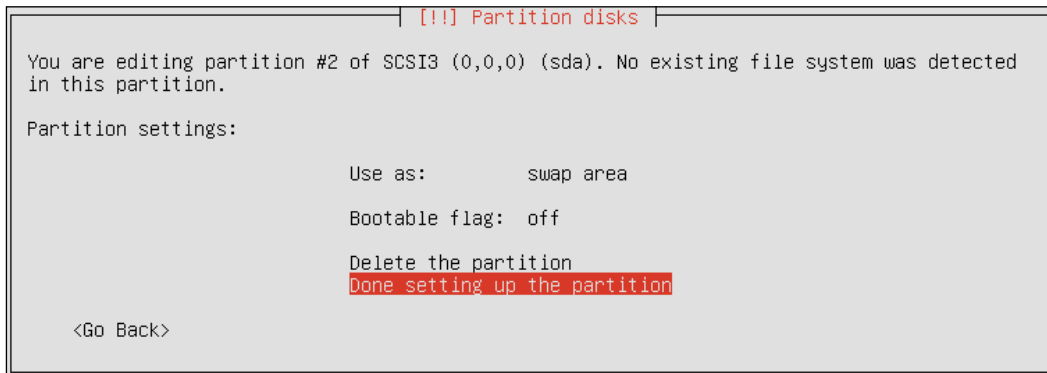 [!!] Partition disks
You are editing partition #2 of SCSI3 (0,0,0) (sda). No existing file system was detected
in this partition.
Partition settings:
Use as: swap area
Bootable flag: off
Delete the partition
Done setting up the partition
<Go Back>